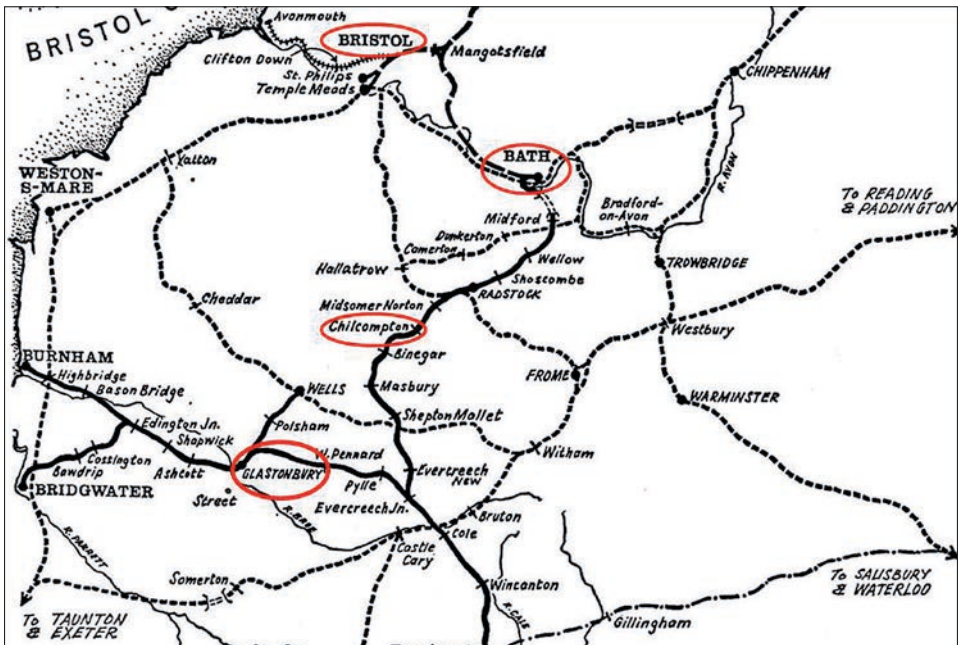 BRISTOL C
Avonmouth
BRISTOL
Clifton Down
Mangotsfield
St. Philips
Temple Meads
CHIPPENHAM
Yatton
WESTON-
S-MARE
BATH
R. AVON
To READING
& PADDINGTON
Midford
Bradford-
on-Avon
Dunkerton
Camerton
Wellow
Hallatrow
Shoscombe
TROWBRIDGE
RADSTOCK
Cheddar
Midsomer Norton
Chilcompton
Westbury
Binegar
BURNHAM
Highbridge
FROME
Bason Bridge
WELLS
Masbury
WARMINSTER
Edington Jn.
Polsham
Shepton Mallet
Shapwick
Cossington
W. Pennard
Witham
Bawdrip
Ashcott
GLASTONBURY
Evertreech
NEW
BRIDGWATER
Pylle
Street
Evercreech Jn.
R. BRUE
Bruton
Cole
R. PARRETT
Castle
Cary
Somerton
Wincanton
To SALISBURY
& WATERLOO
To TAUNTON
& EXETER
R. CALE
Gillingham